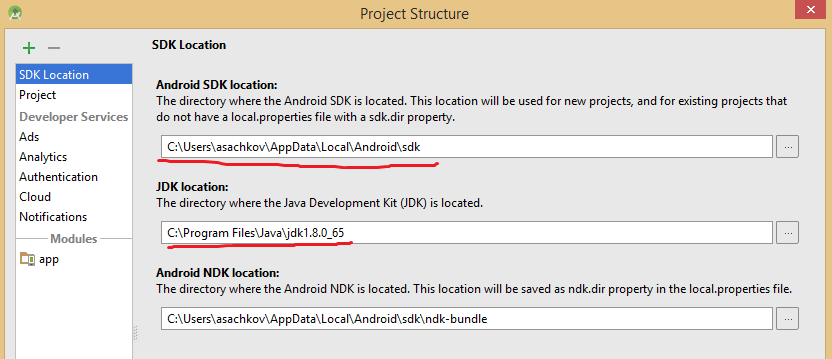 Project Structure
SDK Location
Project
Developer Services
Ads
Analytics
Authentication
Cloud
Notifications
Modules
app
SDK Location
Android SDK location:
The directory where the Android SDK is located. This location will be used for new projects, and for existing projects that
do not have a local.properties file with a sdk.dir property.
C:\Users\asachkov\AppData\Local\Android\sdk
...
JDK location:
The directory where the Java Development Kit (JDK) is located.
C:\Program Files\Java\jdk1.8.0_65
...
Android NDK location:
The directory where the Android NDK is located. This location will be saved as ndk.dir property in the local.properties file.
C:\Users\asachkov\AppData\Local\Android\sdk\ndk-bundle
...